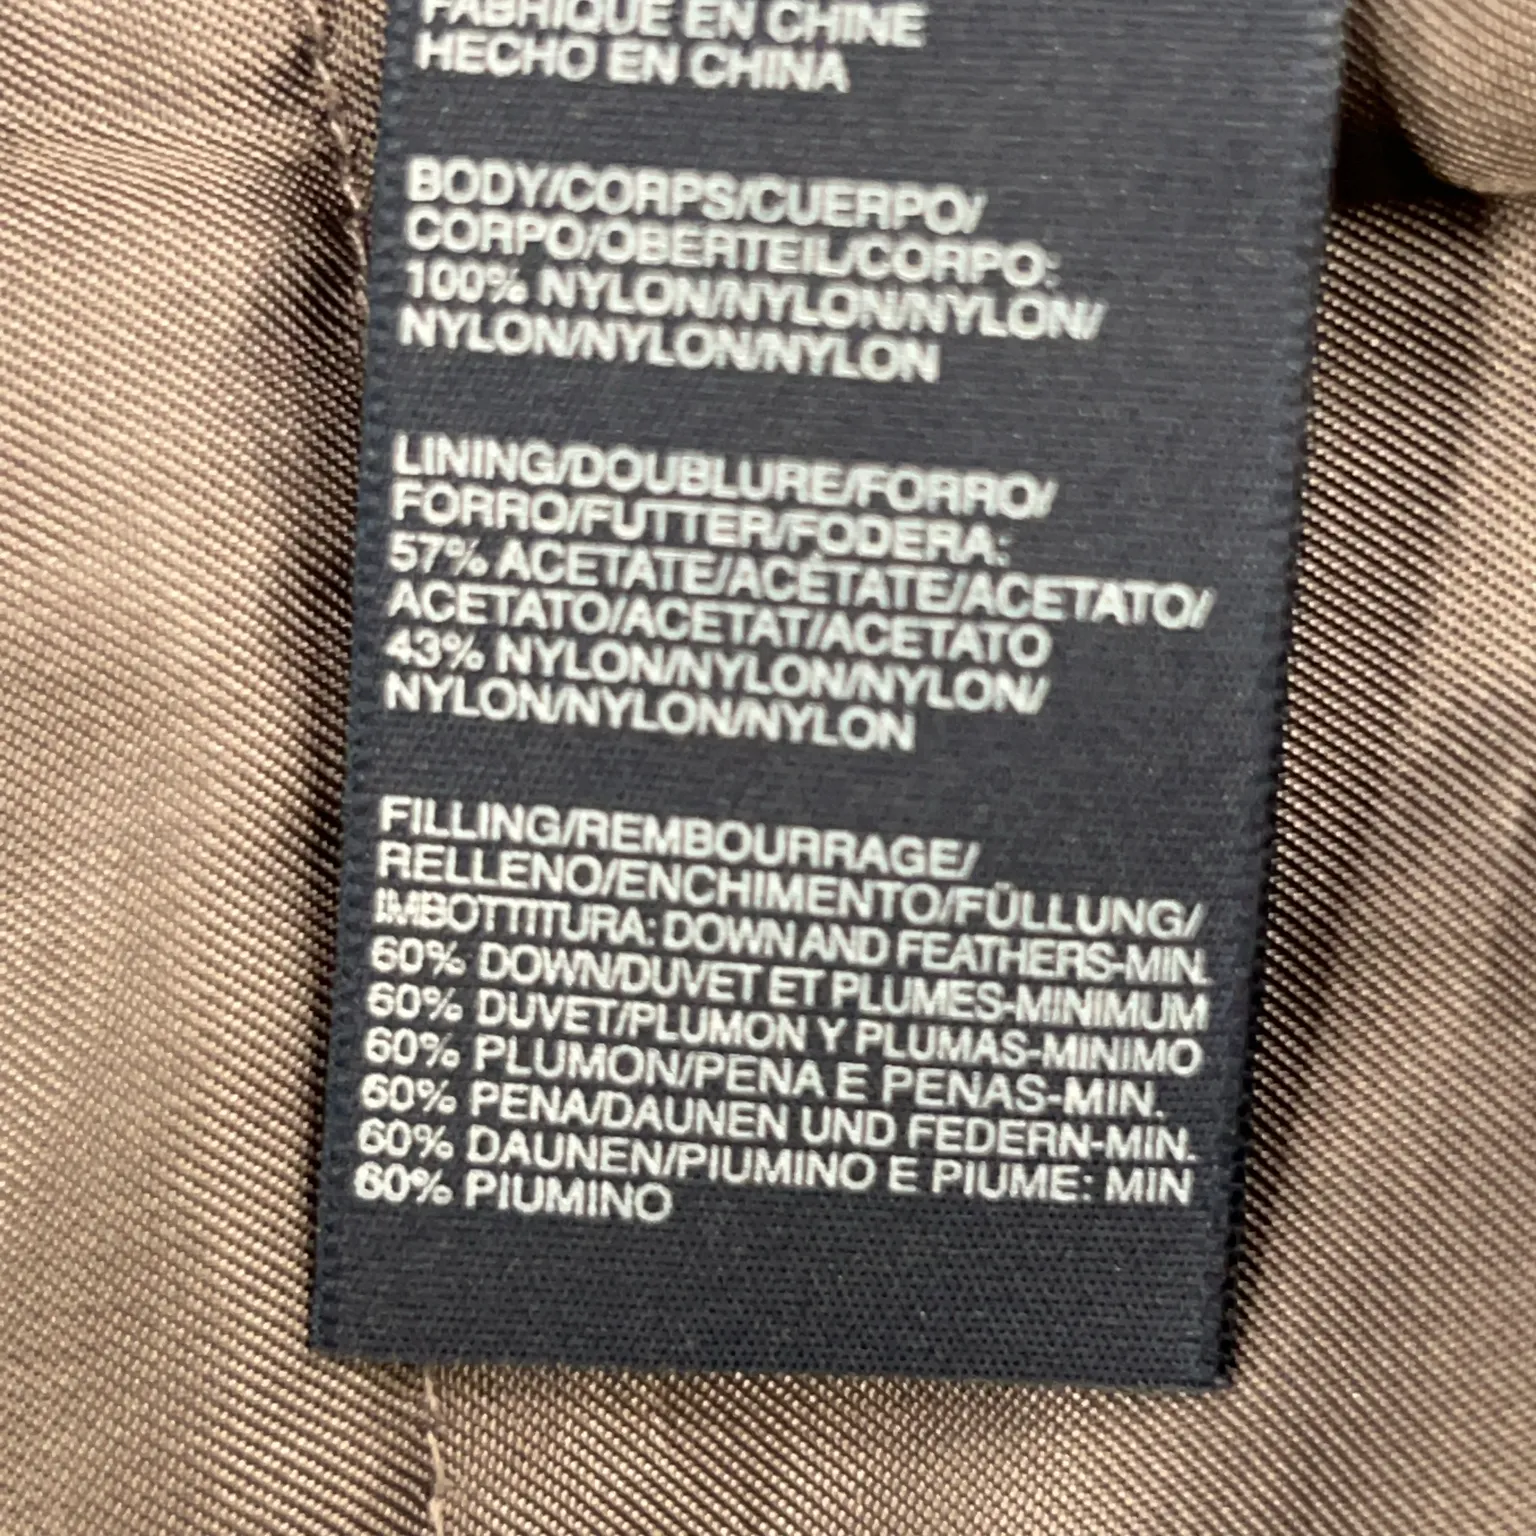 FABRIQUE EN CHINE
HECHO EN CHINA
BODY/CORPS/CUERPO/
CORPO/OBERTEIL/CORPO:
100% NYLON/NYLON/NYLON/
NYLON/NYLON/NYLON
LINING/DOUBLURE/FORRO/
FORRO/FUTTER/FODERA:
57% ACETATE/ACÉTATE/ACETATO/
ACETATO/ACETAT/ACETATO
43% NYLON/NYLON/NYLON/
NYLON/NYLON/NYLON
FILLING/REMBOURRAGE/
RELLENO/ENCHIMENTO/FÜLLUNG/
IMBOTTITURA: DOWN AND FEATHERS-MIN.
60% DOWN/DUVET ET PLUMES-MINIMUM
60% DUVET/PLUMON Y PLUMAS-MINIMO
60% PLUMON/PENA E PENAS-MIN.
60% PENA/DAUNEN UND FEDERN-MIN.
60% DAUNEN/PIUMINO E PIUME: MIN
60% PIUMINO